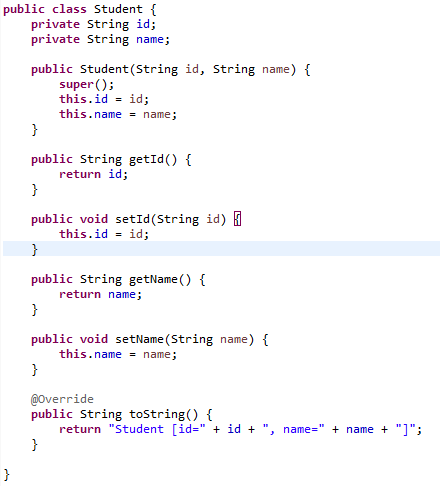 public class Student {
    private String id;
    private String name;

    public Student(String id, String name) {
        super();
        this.id = id;
        this.name = name;
    }

    public String getId() {
        return id;
    }

    public void setId(String id) {
        this.id = id;
    }

    public String getName() {
        return name;
    }

    public void setName(String name) {
        this.name = name;
    }

    @Override
    public String toString() {
        return "Student [id=" + id + ", name=" + name + "]";
    }

}